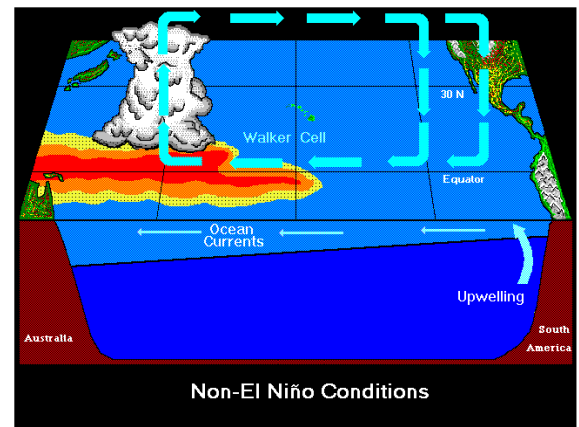 30 N
Walker Cell
Equator
Ocean
Currents
Upwelling
Australia
South
America
Non-El Niño Conditions